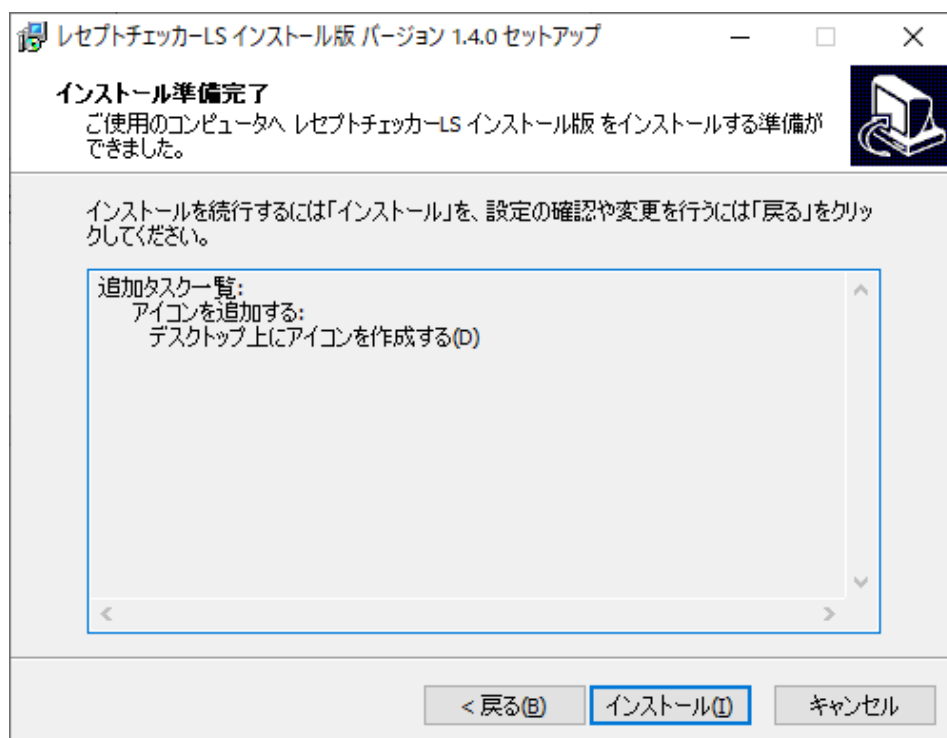 レセプトチェッカーLS インストール版 バージョン 1.4.0 セットアップ
インストール準備完了
ご使用のコンピュータへ レセプトチェッカーLS インストール版 をインストールする準備が
できました。
インストールを続行するには「インストール」を、設定の確認や変更を行うには「戻る」をクリッ
クしてください。
追加タスク一覧:
アイコンを追加する:
デスクトップ上にアイコンを作成する(D)
< 戻る(B)
インストール(I)
キャンセル